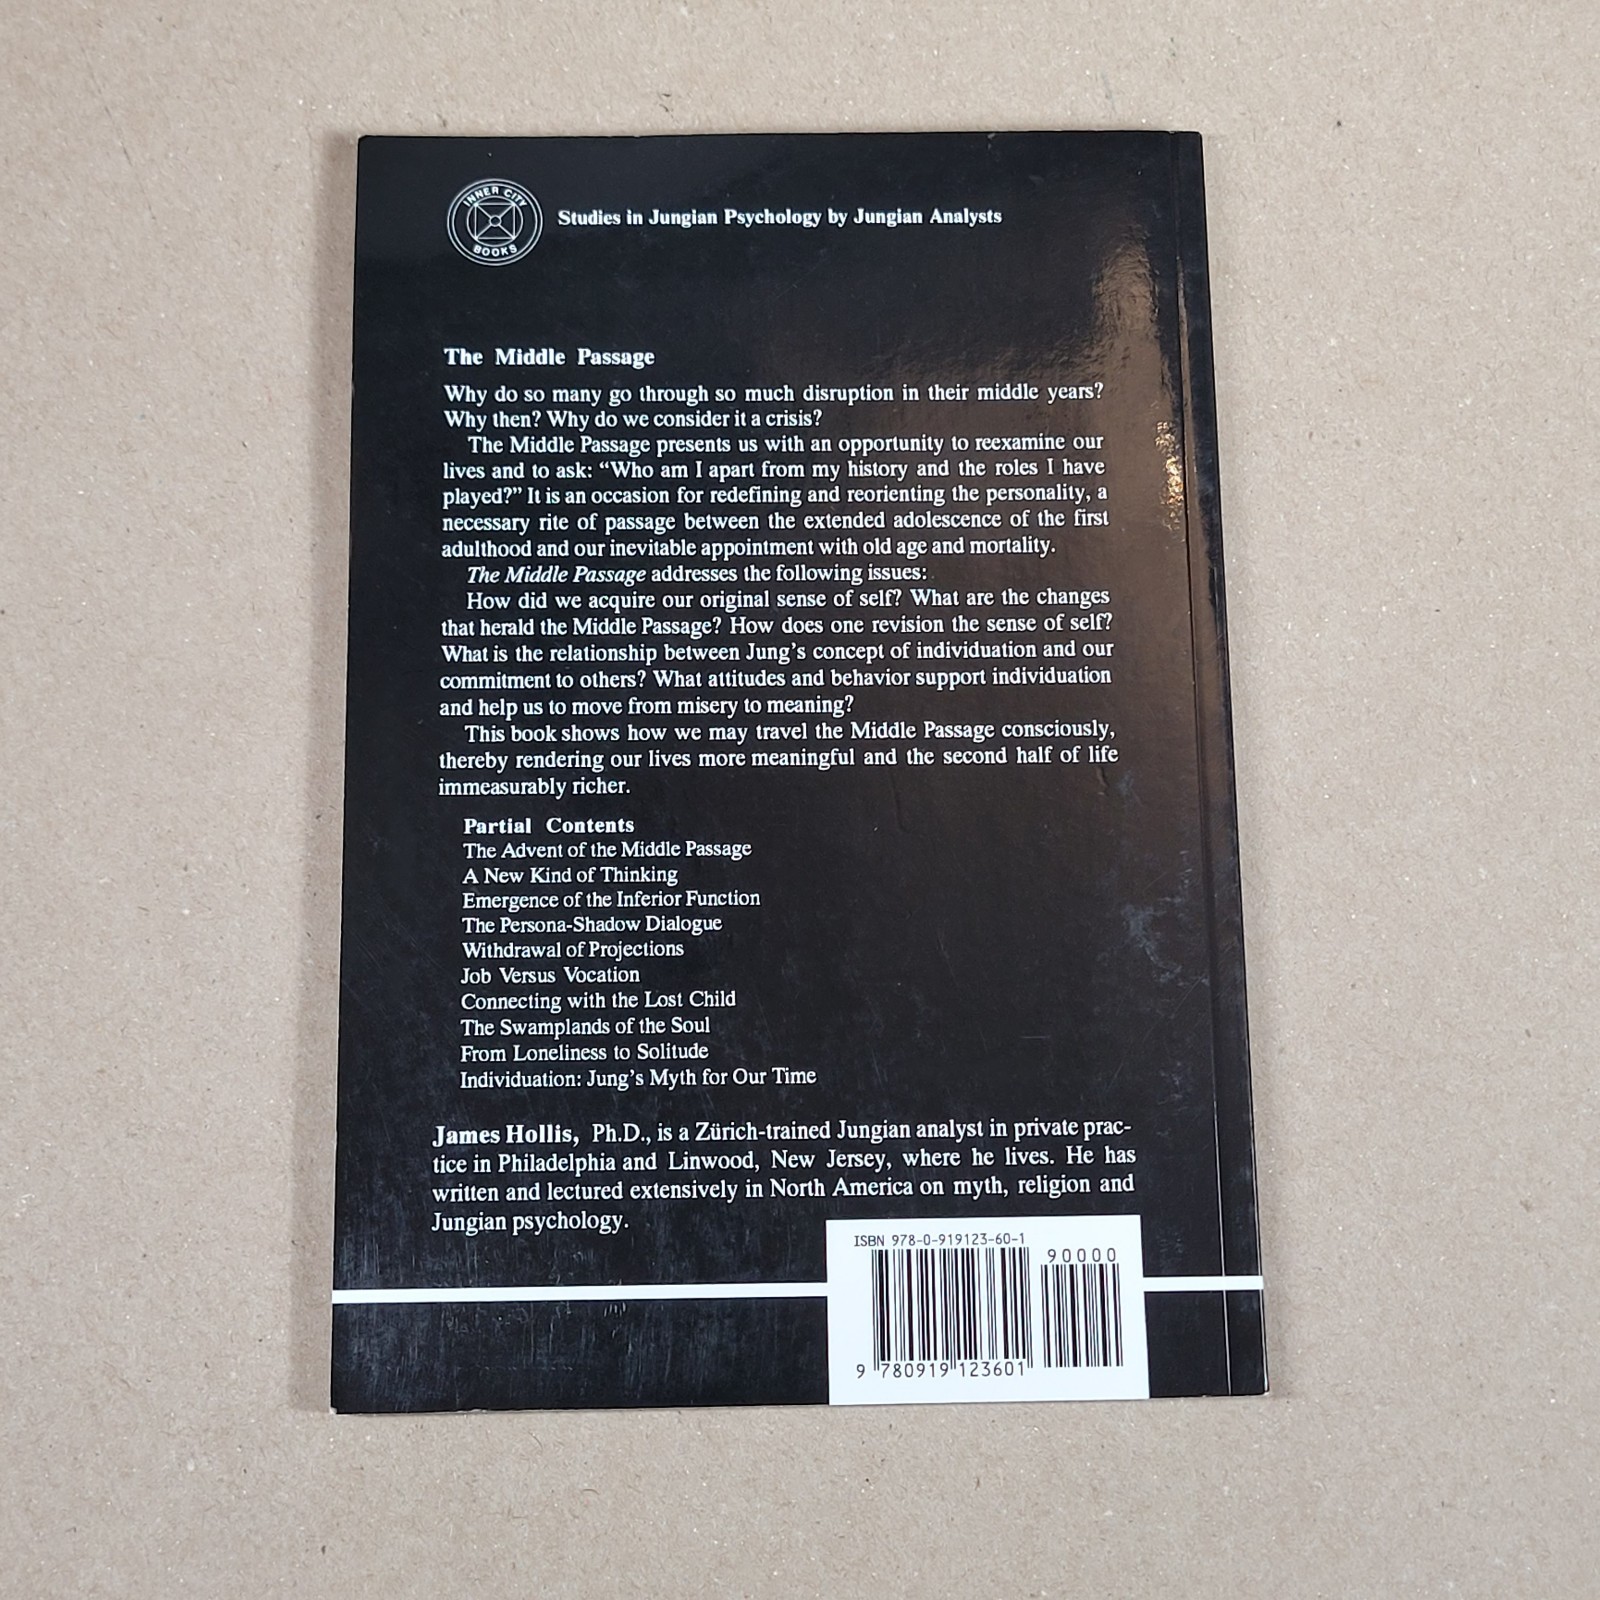 INNER CITY
BOOKS
Studies in Jungian Psychology by Jungian Analysts
The Middle Passage
Why do so many go through so much disruption in their middle years?
Why then? Why do we consider it a crisis?
The Middle Passage presents us with an opportunity to reexamine our
lives and to ask: “Who am I apart from my history and the roles I have
played?” It is an occasion for redefining and reorienting the personality, a
necessary rite of passage between the extended adolescence of the first
adulthood and our inevitable appointment with old age and mortality.
The Middle Passage addresses the following issues:
How did we acquire our original sense of self? What are the changes
that herald the Middle Passage? How does one revision the sense of self?
What is the relationship between Jung’s concept of individuation and our
commitment to others? What attitudes and behavior support individuation
and help us to move from misery to meaning?
This book shows how we may travel the Middle Passage consciously,
thereby rendering our lives more meaningful and the second half of life
immeasurably richer.
Partial Contents
The Advent of the Middle Passage
A New Kind of Thinking
Emergence of the Inferior Function
The Persona-Shadow Dialogue
Withdrawal of Projections
Job Versus Vocation
Connecting with the Lost Child
The Swamplands of the Soul
From Loneliness to Solitude
Individuation: Jung’s Myth for Our Time
James Hollis, Ph.D., is a Zürich-trained Jungian analyst in private prac-
tice in Philadelphia and Linwood, New Jersey, where he lives. He has
written and lectured extensively in North America on myth, religion and
Jungian psychology.
ISBN 978-0-919123-60-1
90000
9 780919 123601